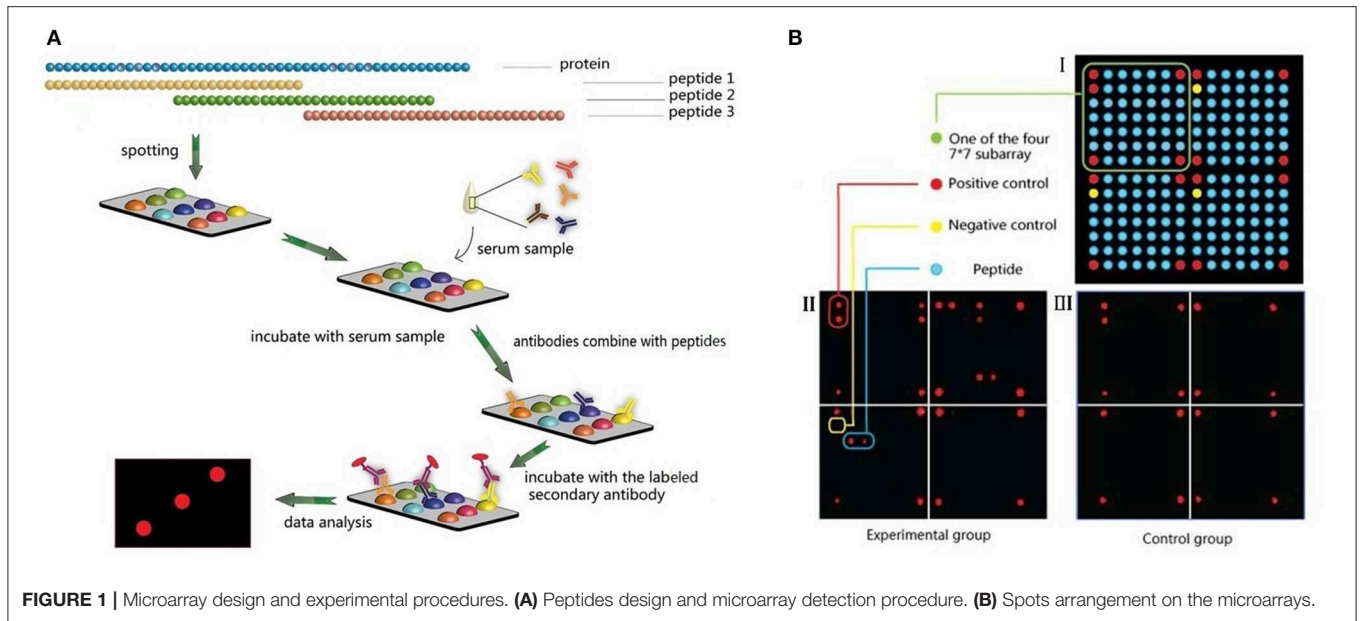 A
protein
peptide 1
peptide 2
peptide 3
spotting
serum sample
incubate with serum sample
antibodies combine with peptides
incubate with the labeled
secondary antibody
data analysis
B
I
One of the four
7*7 subarray
Positive control
Negative control
Peptide
II
III
Experimental group
Control group
FIGURE 1 | Microarray design and experimental procedures. (A) Peptides design and microarray detection procedure. (B) Spots arrangement on the microarrays.